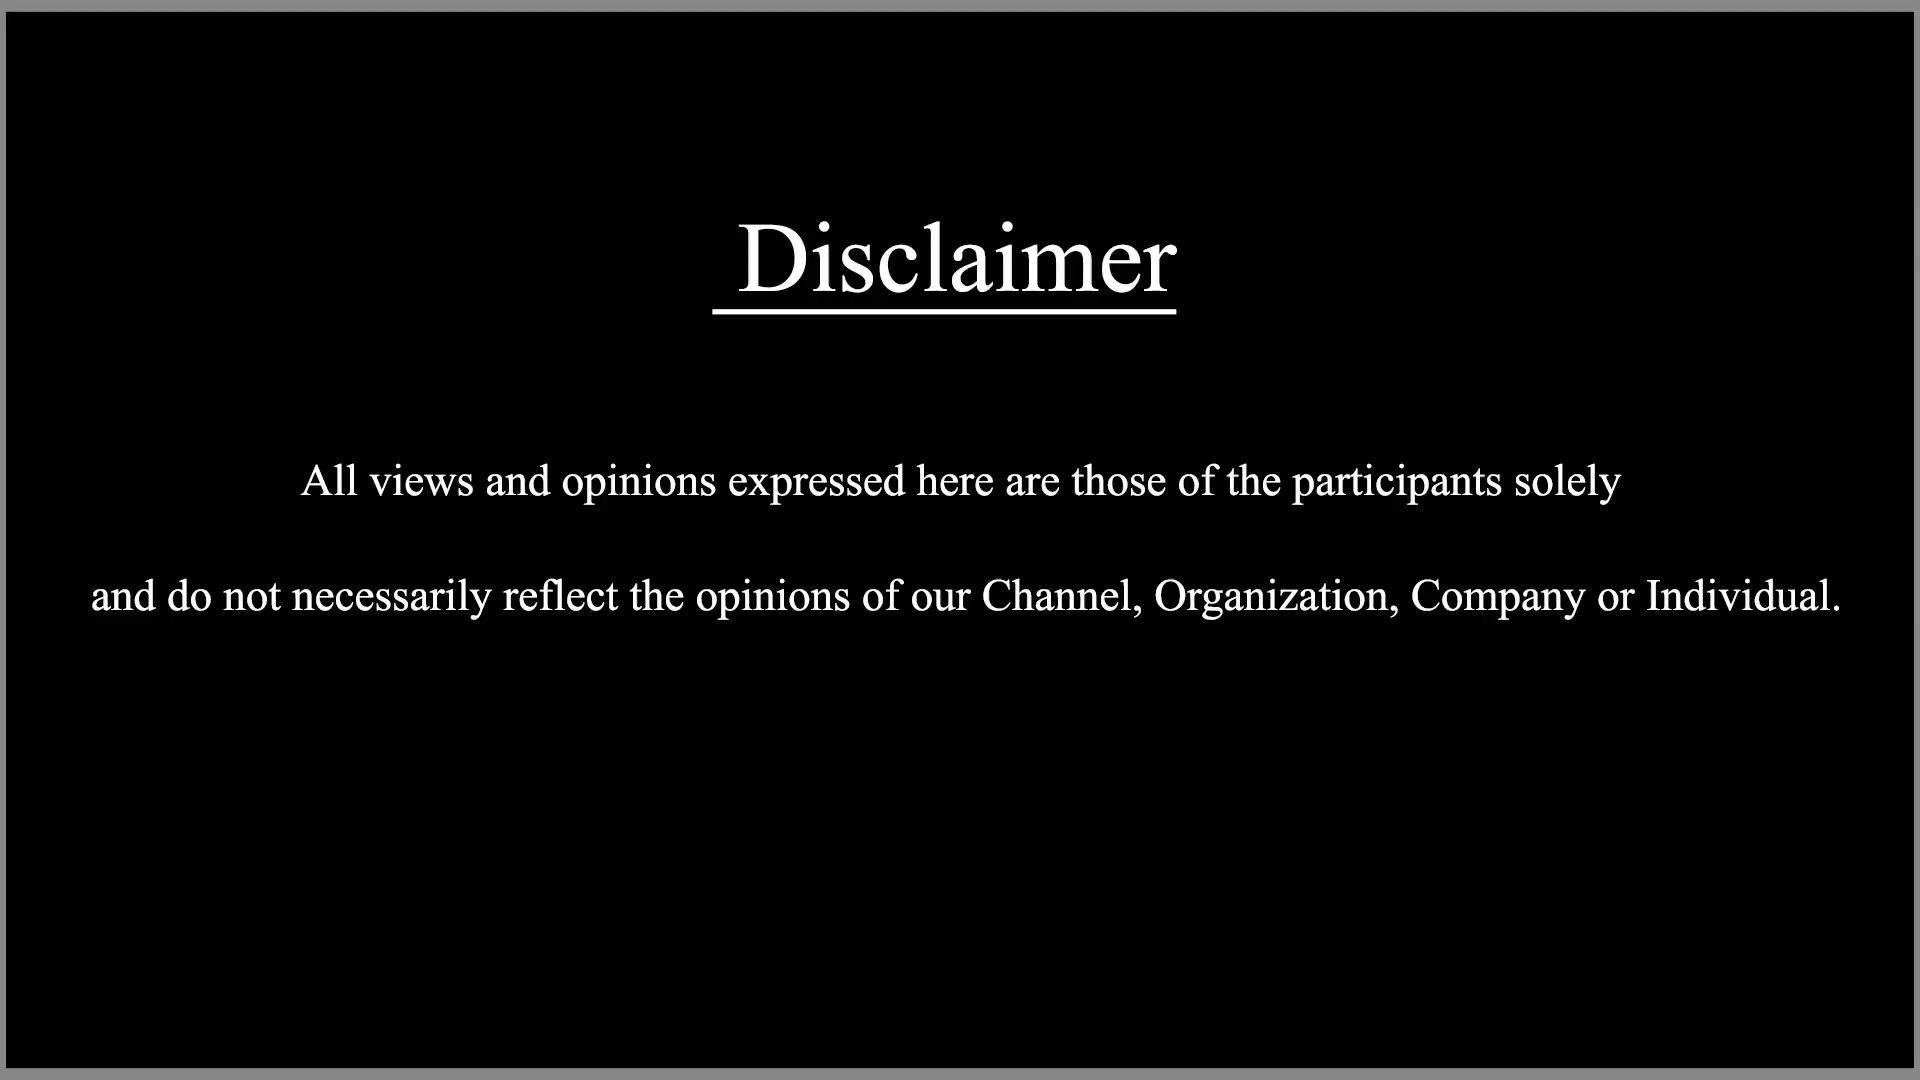 Disclaimer
All views and opinions expressed here are those of the participants solely
and do not necessarily reflect the opinions of our Channel, Organization, Company or Individual.